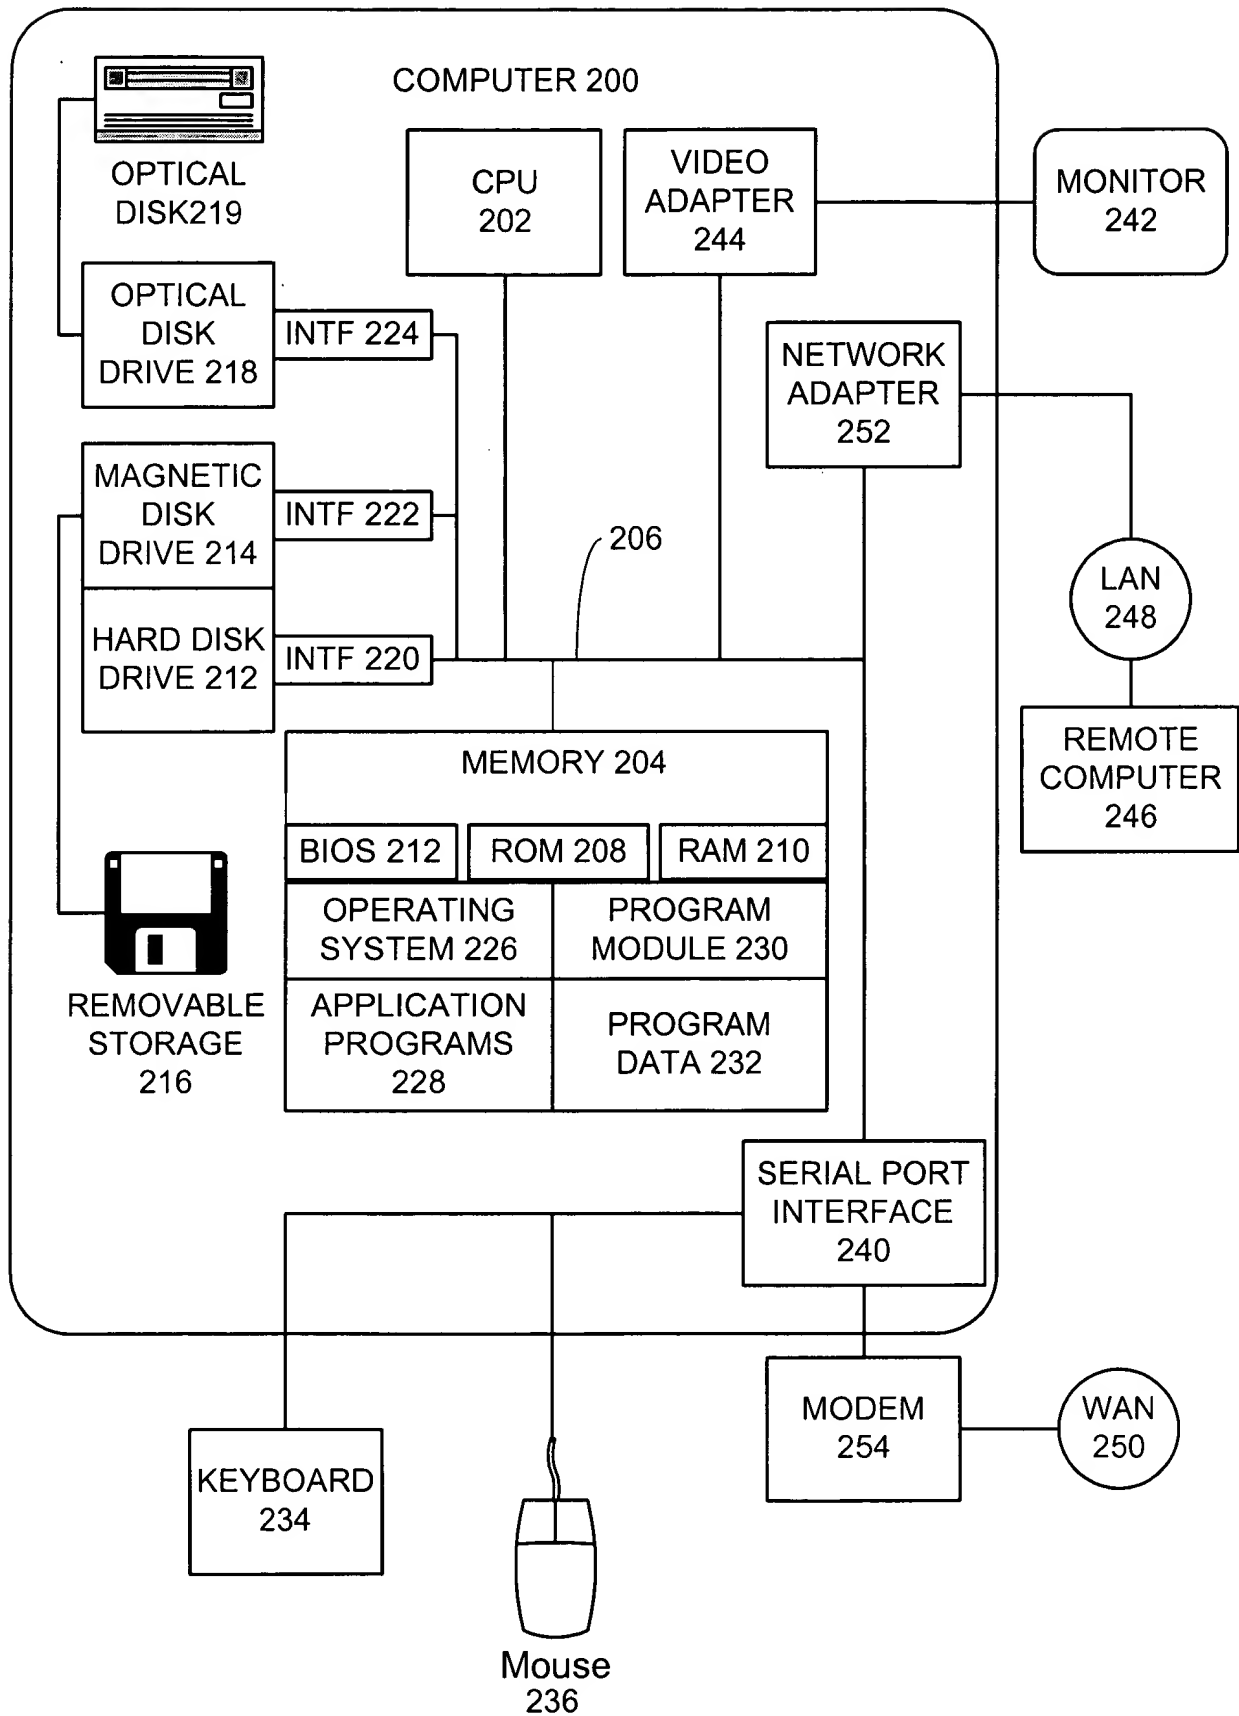 COMPUTER 200
OPTICAL
DISK219
CPU
202
VIDEO
ADAPTER
244
MONITOR
242
OPTICAL
DISK
DRIVE 218
INTF 224
NETWORK
ADAPTER
252
MAGNETIC
DISK
DRIVE 214
INTF 222
206
LAN
248
HARD DISK
DRIVE 212
INTF 220
REMOTE
COMPUTER
246
MEMORY 204
BIOS 212
ROM 208
RAM 210
OPERATING
SYSTEM 226
PROGRAM
MODULE 230
APPLICATION
PROGRAMS
228
PROGRAM
DATA 232
REMOVABLE
STORAGE
216
SERIAL PORT
INTERFACE
240
MODEM
254
WAN
250
KEYBOARD
234
Mouse
236